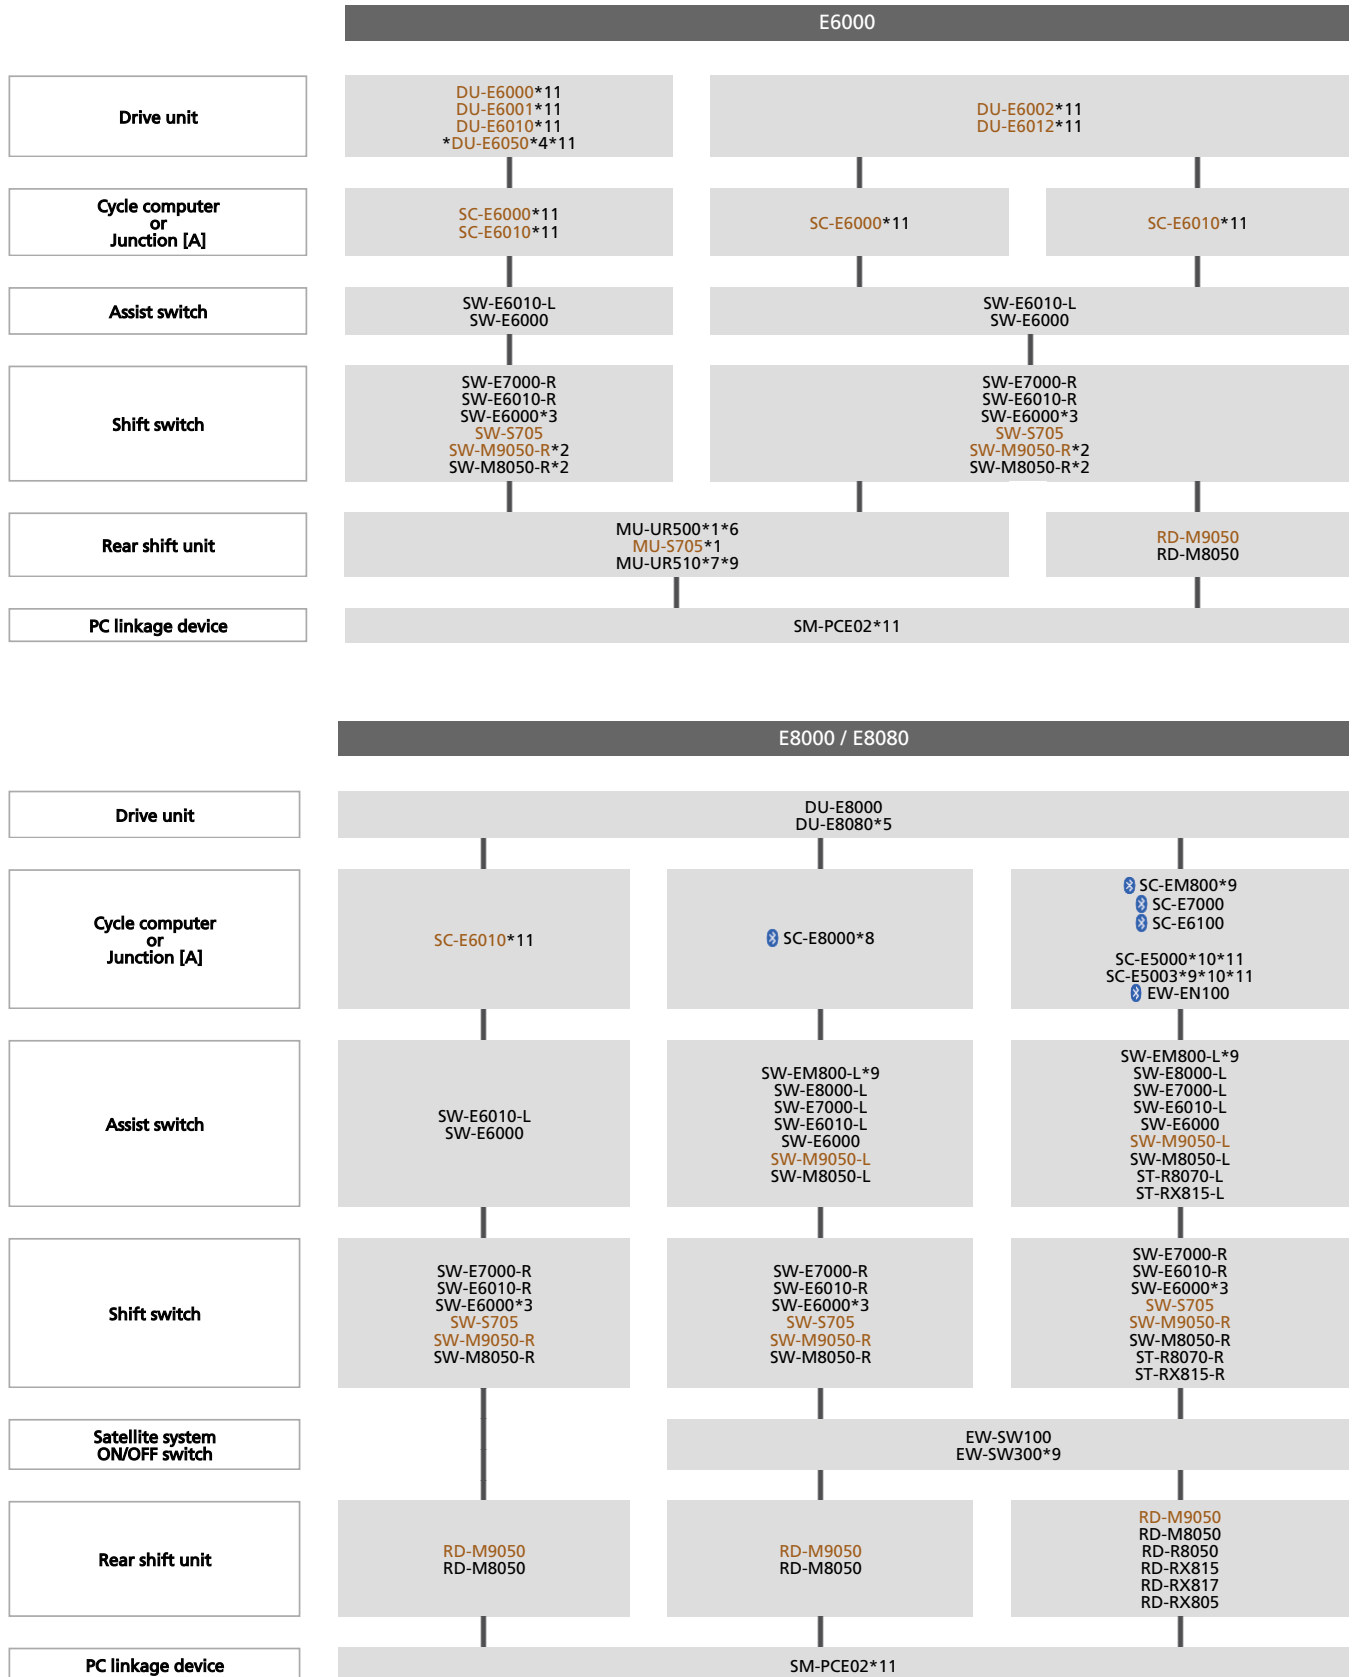 E6000
Drive unit
DU-E6000*11
DU-E6001*11
DU-E6010*11
*DU-E6050*4*11
DU-E6002*11
DU-E6012*11
Cycle computer
or
Junction [A]
SC-E6000*11
SC-E6010*11
SC-E6000*11
SC-E6010*11
Assist switch
SW-E6010-L
SW-E6000
SW-E6010-L
SW-E6000
Shift switch
SW-E7000-R
SW-E6010-R
SW-E6000*3
SW-S705
SW-M9050-R*2
SW-M8050-R*2
SW-E7000-R
SW-E6010-R
SW-E6000*3
SW-S705
SW-M9050-R*2
SW-M8050-R*2
Rear shift unit
MU-UR500*1*6
MU-S705*1
MU-UR510*7*9
RD-M9050
RD-M8050
PC linkage device
SM-PCE02*11
E8000 / E8080
Drive unit
DU-E8000
DU-E8080*5
Cycle computer
or
Junction [A]
SC-E6010*11
SC-E8000*8
SC-EM800*9
SC-E7000
SC-E6100
SC-E5000*10*11
SC-E5003*9*10*11
EW-EN100
Assist switch
SW-E6010-L
SW-E6000
SW-EM800-L*9
SW-E8000-L
SW-E7000-L
SW-E6010-L
SW-E6000
SW-M9050-L
SW-M8050-L
SW-EM800-L*9
SW-E8000-L
SW-E7000-L
SW-E6010-L
SW-E6000
SW-M9050-L
SW-M8050-L
ST-R8070-L
ST-RX815-L
Shift switch
SW-E7000-R
SW-E6010-R
SW-E6000*3
SW-S705
SW-M9050-R
SW-M8050-R
SW-E7000-R
SW-E6010-R
SW-E6000*3
SW-S705
SW-M9050-R
SW-M8050-R
SW-E7000-R
SW-E6010-R
SW-E6000*3
SW-S705
SW-M9050-R
SW-M8050-R
ST-R8070-R
ST-RX815-R
Satellite system
ON/OFF switch
EW-SW100
EW-SW300*9
Rear shift unit
RD-M9050
RD-M8050
RD-M9050
RD-M8050
RD-M9050
RD-M8050
RD-R8050
RD-RX815
RD-RX817
RD-RX805
PC linkage device
SM-PCE02*11